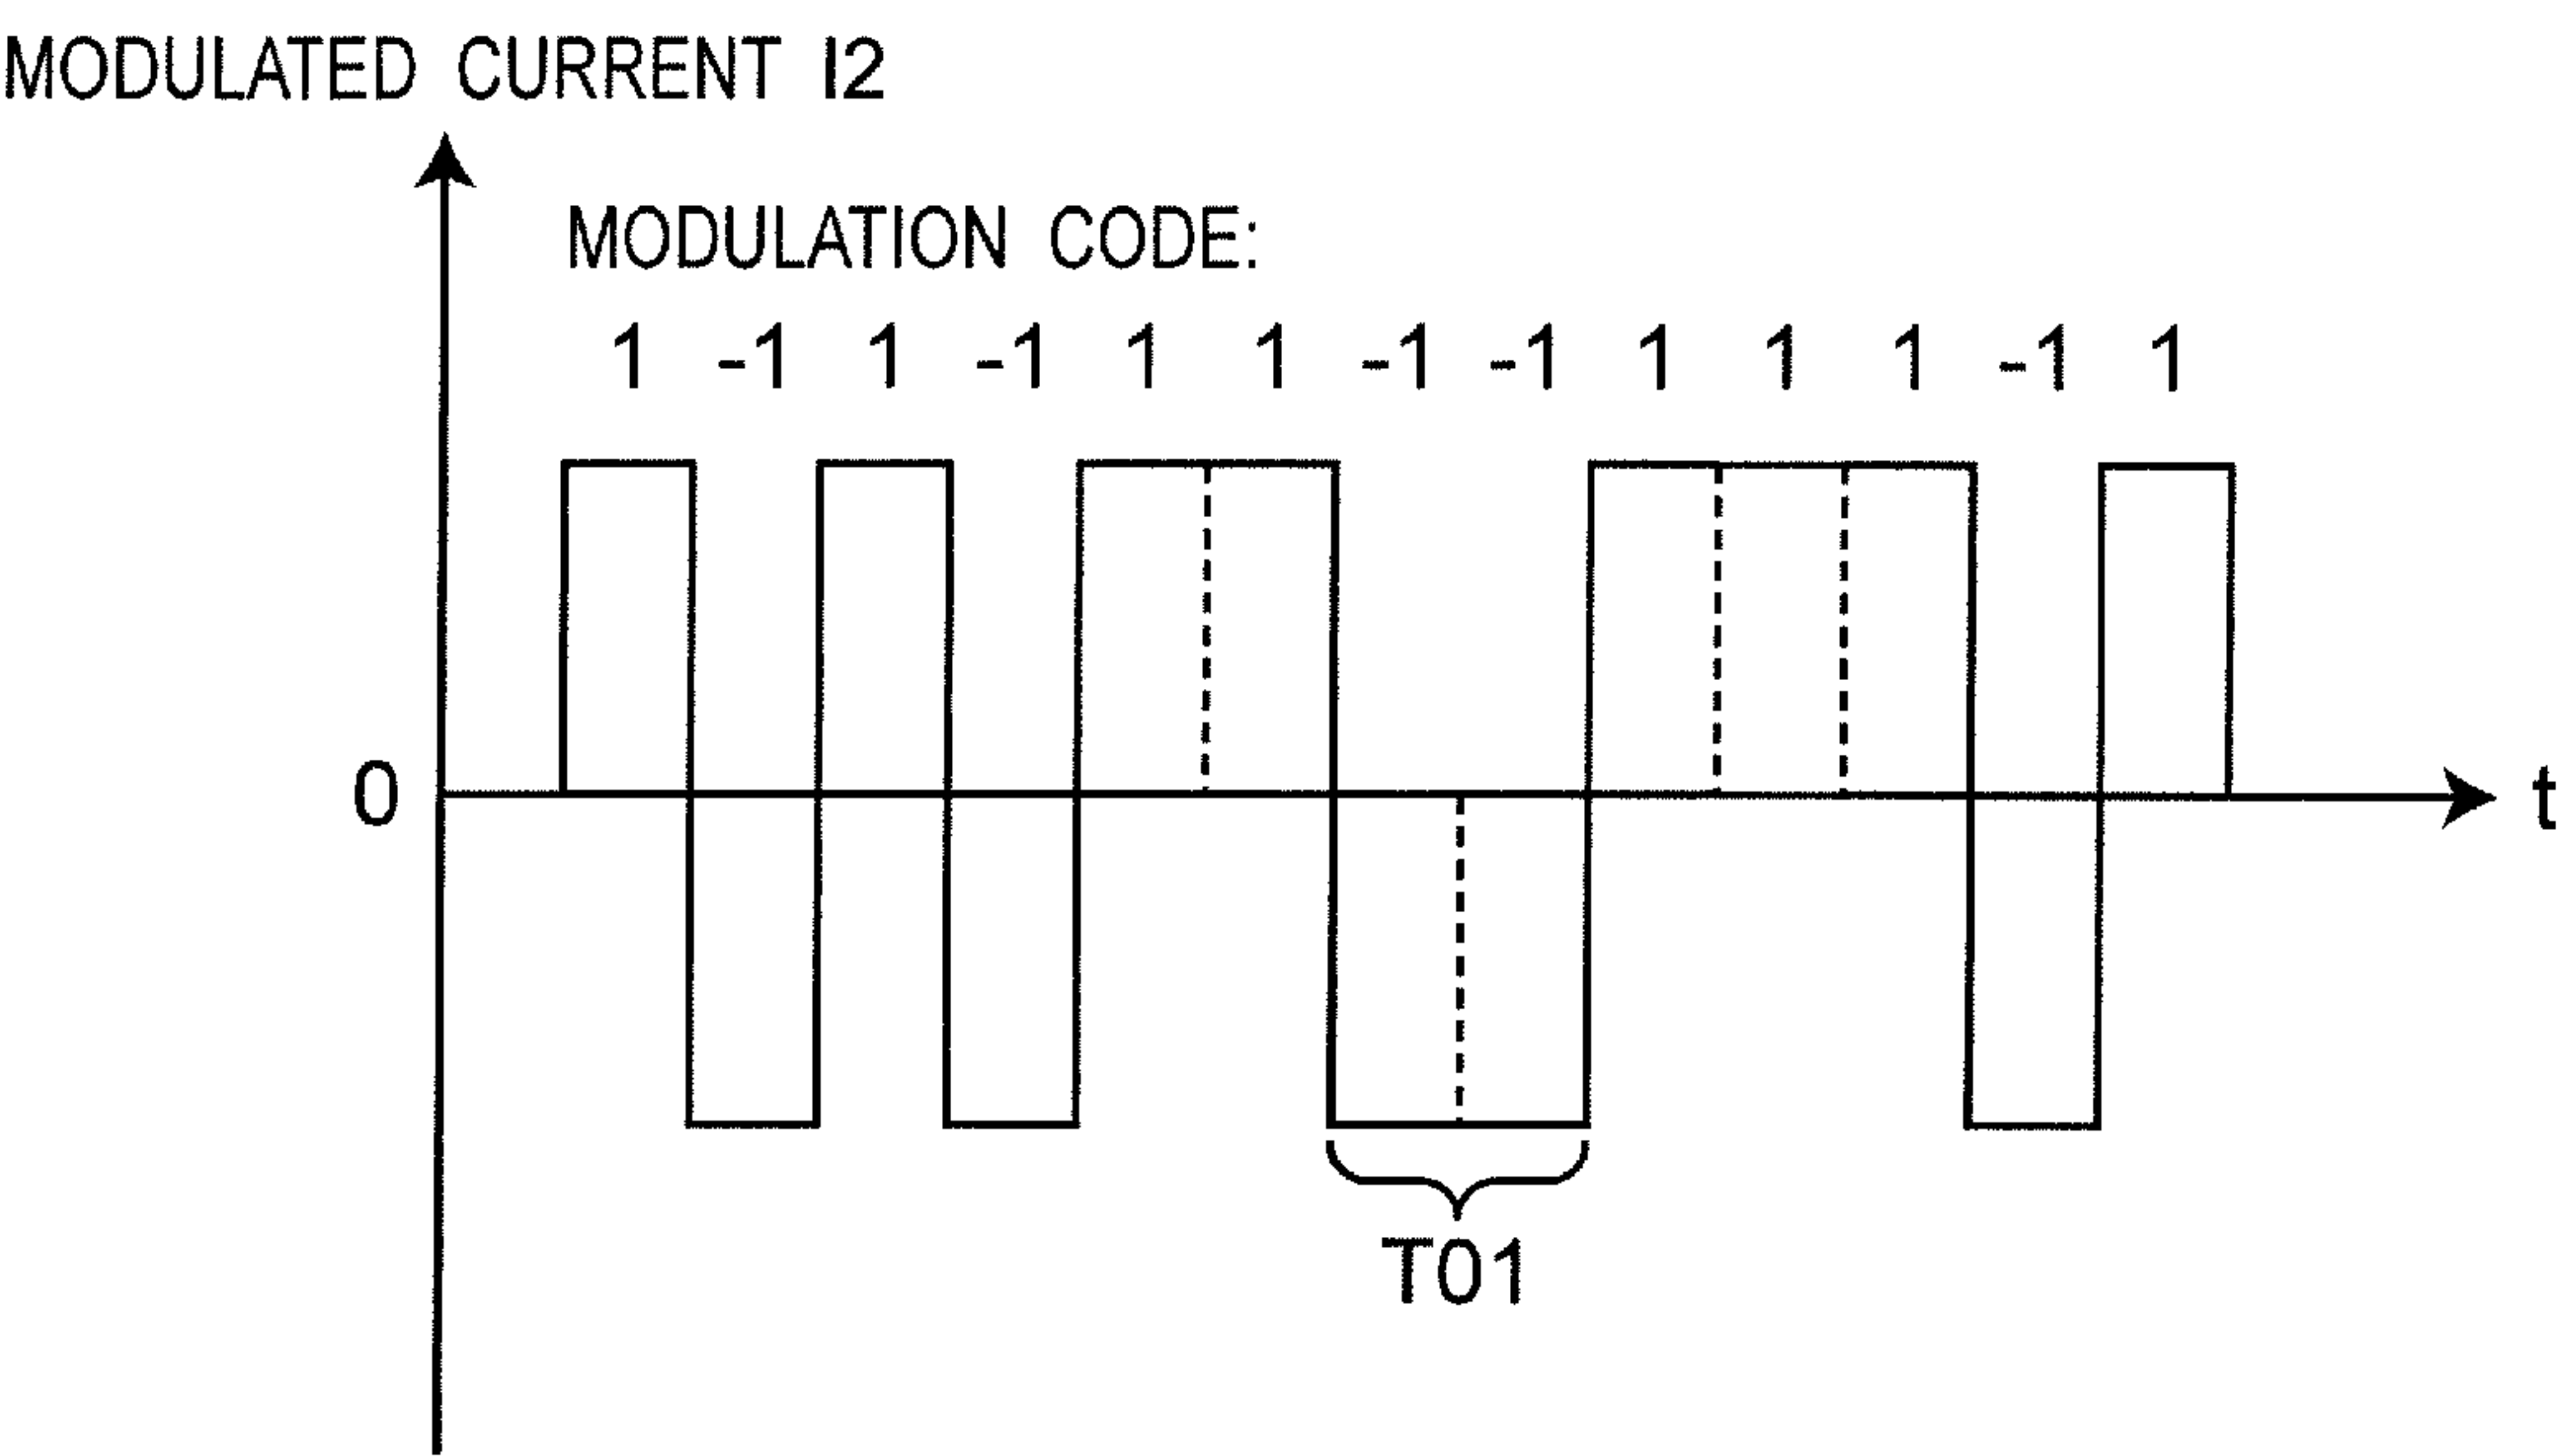 MODULATED CURRENT I2
MODULATION CODE:
1 -1 1 -1 1 1 -1 -1 1 1 1 -1 1
0
t
T01